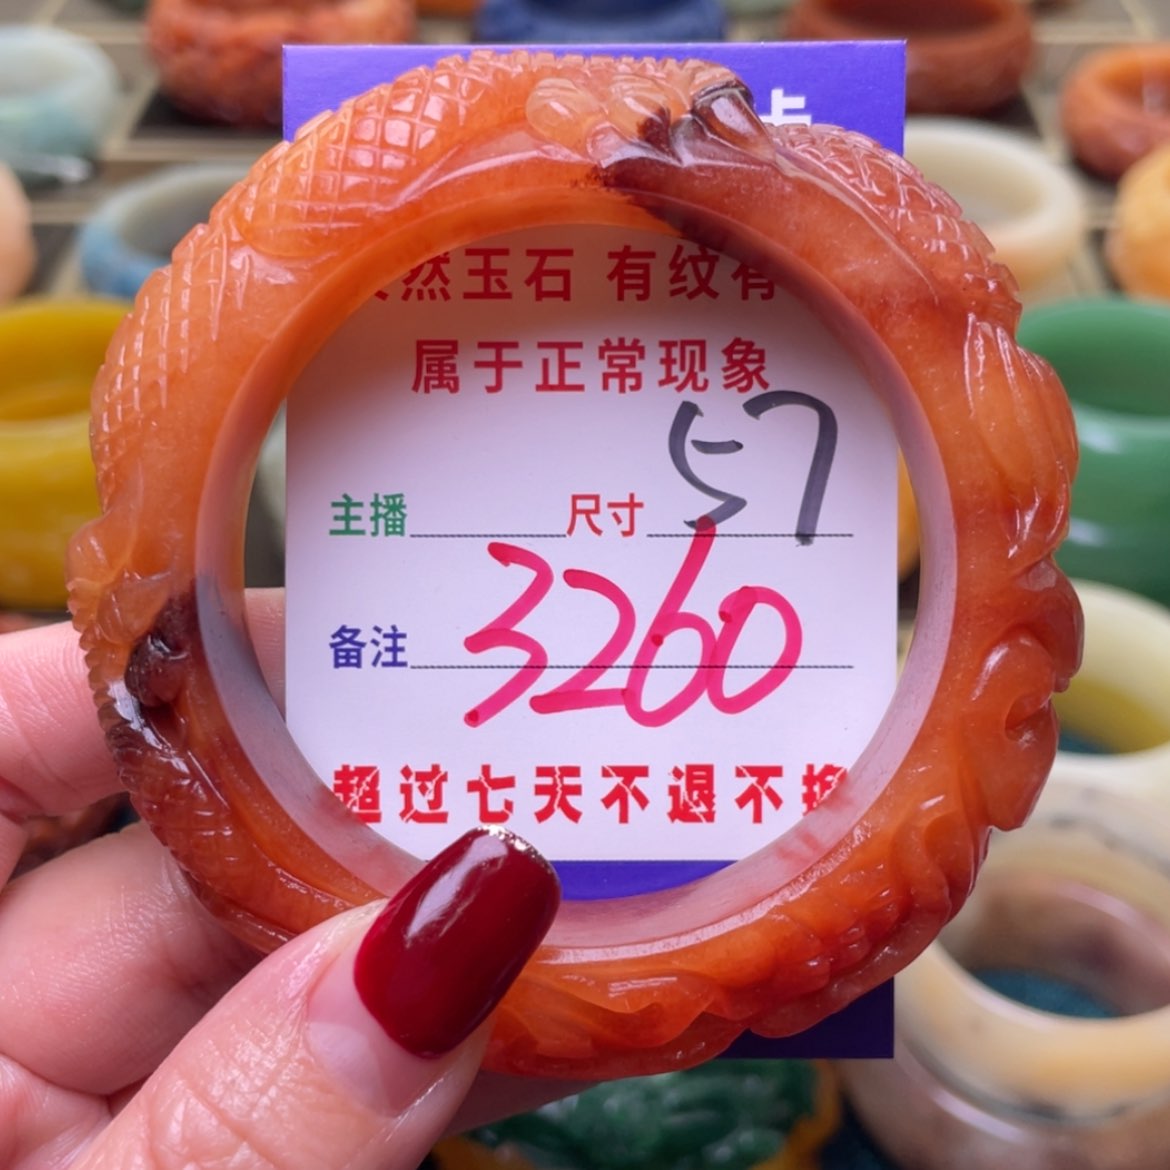 然玉石 有纹有
属于正常现象
主播 尺寸 57
备注 3260
超过七天不退不换